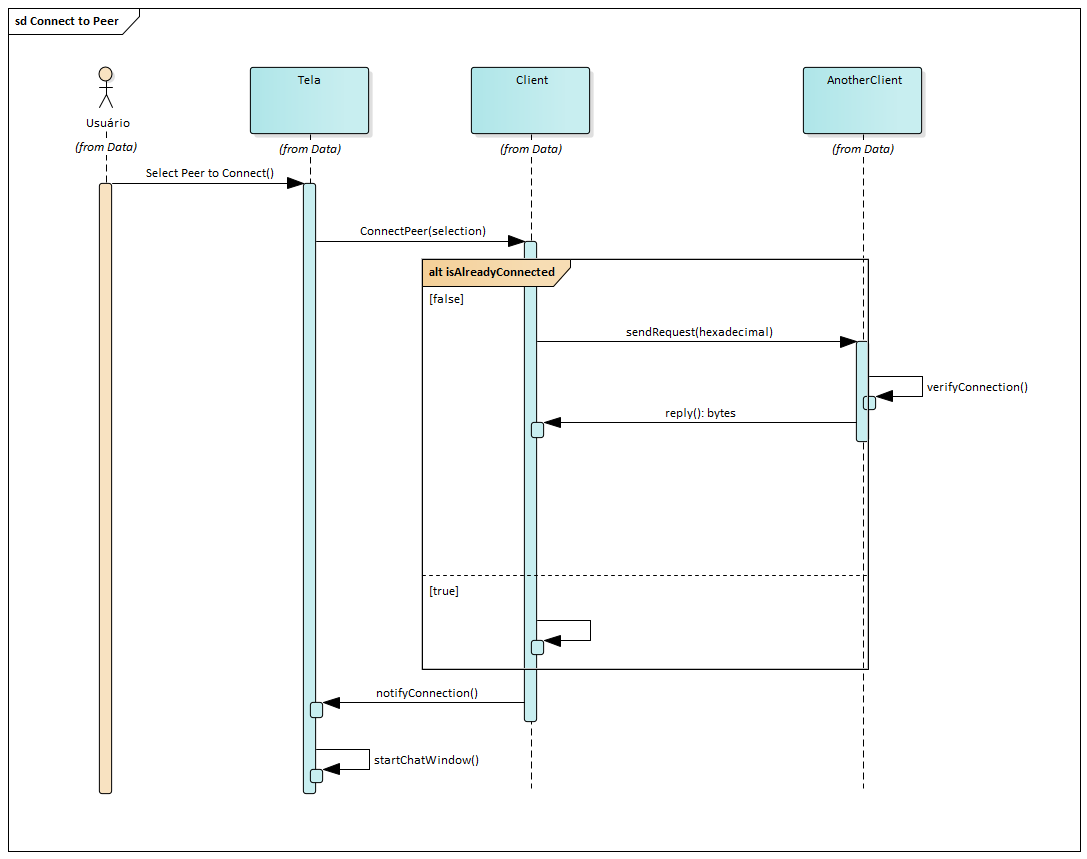 sd Connect to Peer
Usuário
(from Data)
Tela
(from Data)
Client
(from Data)
AnotherClient
(from Data)
Select Peer to Connect()
ConnectPeer(selection)
alt isAlreadyConnected
[false]
sendRequest(hexadecimal)
verifyConnection()
reply(): bytes
[true]
notifyConnection()
startChatWindow()